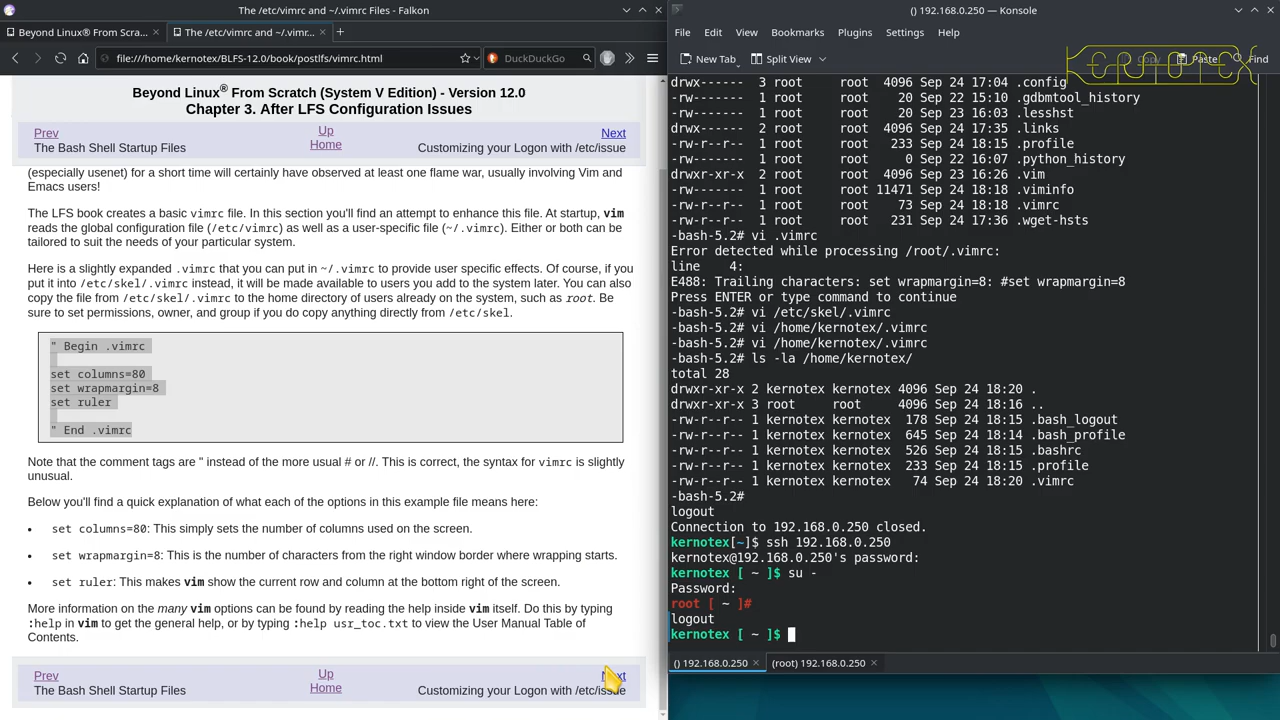 The /etc/vimrc and ~/.vimrc Files - Falkon
Beyond Linux® From Scra...
The /etc/vimrc and ~/.vimr...
file:///home/kernotex/BLFS-12.0/postlfs/vimrc.html
DuckDuckGo
Beyond Linux® From Scratch (System V Edition) - Version 12.0
Chapter 3. After LFS Configuration Issues
Prev
Up
Next
The Bash Shell Startup Files
Home
Customizing your Logon with /etc/issue
(especially usenet) for a short time will certainly have observed at least one flame war, usually involving Vim and
Emacs users!
The LFS book creates a basic vimrc file. In this section you'll find an attempt to enhance this file. At startup, vim
reads the global configuration file (/etc/vimrc) as well as a user-specific file (~/.vimrc). Either or both can be
tailored to suit the needs of your particular system.
Here is a slightly expanded .vimrc that you can put in ~/.vimrc to provide user specific effects. Of course, if you
put it into /etc/skel/.vimrc instead, it will be made available to users you add to the system later. You can also
copy the file from /etc/skel/.vimrc to the home directory of users already on the system, such as root. Be
sure to set permissions, owner, and group if you do copy anything directly from /etc/skel.
" Begin .vimrc
set columns=80
set wrapmargin=8
set ruler
" End .vimrc
Note that the comment tags are " instead of the more usual # or //. This is correct, the syntax for vimrc is slightly
unusual.
Below you'll find a quick explanation of what each of the options in this example file means here:
• set columns=80: This simply sets the number of columns used on the screen.
• set wrapmargin=8: This is the number of characters from the right window border where wrapping starts.
• set ruler: This makes vim show the current row and column at the bottom right of the screen.
More information on the many vim options can be found by reading the help inside vim itself. Do this by typing
:help in vim to get the general help, or by typing :help usr_toc.txt to view the User Manual Table of
Contents.
Prev
Up
Next
The Bash Shell Startup Files
Home
Customizing your Logon with /etc/issue
() 192.168.0.250 — Konsole
File Edit View Bookmarks Plugins Settings Help
New Tab Split View Copy Paste Find
KERNOTEX
drwx------ 3 root    root    4096 Sep 24 17:04 .config
-rw------- 1 root    root      20 Sep 22 15:10 .gdbmtool_history
-rw------- 1 root    root      20 Sep 23 16:03 .lesshst
drwx------ 2 root    root    4096 Sep 24 17:35 .links
-rw-r--r-- 1 root    root     233 Sep 24 18:15 .profile
-rw------- 1 root    root       0 Sep 22 16:07 .python_history
drwxr-xr-x 2 root    root    4096 Sep 23 16:26 .vim
-rw------- 1 root    root   11471 Sep 24 18:18 .viminfo
-rw------- 1 root    root      73 Sep 24 18:18 .vimrc
-rw-r--r-- 1 root    root     231 Sep 24 17:36 .wget-hsts
-bash-5.2# vi .vimrc
Error detected while processing /root/.vimrc:
line    4:
E488: Trailing characters: set wrapmargin=8: #set wrapmargin=8
Press ENTER or type command to continue
-bash-5.2# vi /etc/skel/.vimrc
-bash-5.2# vi /home/kernotex/.vimrc
-bash-5.2# vi /home/kernotex/.vimrc
-bash-5.2# ls -la /home/kernotex/
total 28
drwxr-xr-x 2 kernotex kernotex 4096 Sep 24 18:20 .
drwxr-xr-x 3 root     root     4096 Sep 24 18:16 ..
-rw-r--r-- 1 kernotex kernotex  178 Sep 24 18:15 .bash_logout
-rw-r--r-- 1 kernotex kernotex  645 Sep 24 18:14 .bash_profile
-rw-r--r-- 1 kernotex kernotex  526 Sep 24 18:15 .bashrc
-rw-r--r-- 1 kernotex kernotex  233 Sep 24 18:15 .profile
-rw-r--r-- 1 kernotex kernotex   74 Sep 24 18:20 .vimrc
-bash-5.2#
logout
Connection to 192.168.0.250 closed.
kernotex[~]$ ssh 192.168.0.250
kernotex@192.168.0.250's password:
kernotex [ ~ ]$ su -
Password:
root [ ~ ]#
logout
kernotex [ ~ ]$
() 192.168.0.250
(root) 192.168.0.250